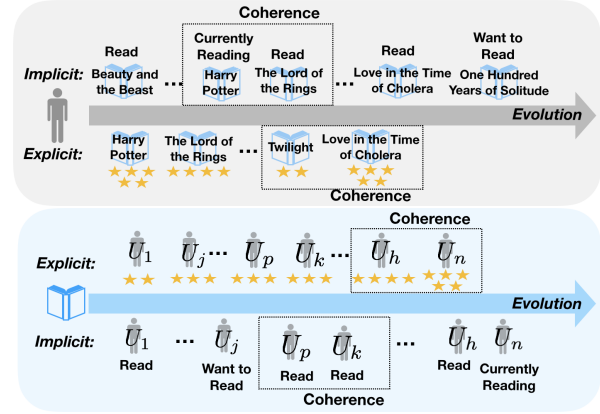 Coherence
Read
Currently
Reading
Read
Read
Want to
Read
Implicit:
Beauty and
the Beast
...
Harry
Potter
The Lord of
the Rings
...
Love in the Time
of Cholera
One Hundred
Years of Solitude
Evolution
Explicit:
Harry
Potter
The Lord of
the Rings
...
Twilight
Love in the Time
of Cholera
Coherence
Coherence
Explicit:
U1 Uj ... Up Uk ... Uh Un
Evolution
Implicit:
U1 ... Uj Up Uk ... Uh Un
Read
Want to
Read
Read
Read
Read
Currently
Reading
Coherence